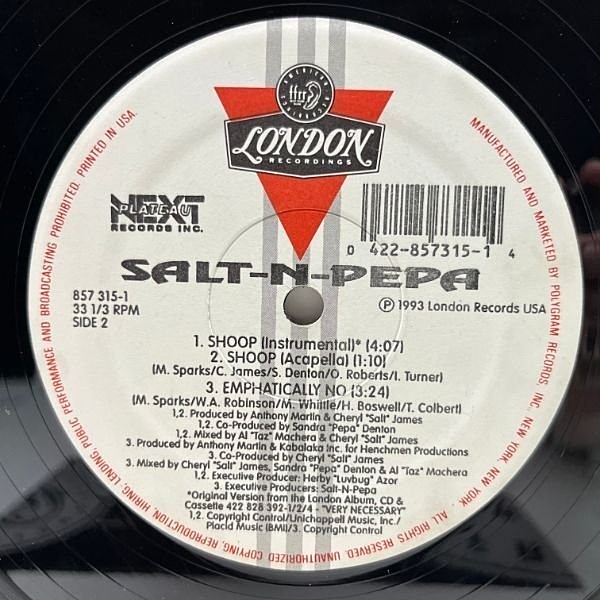 AMERICAN RECORDINGS
ffrr
LONDON
RECORDINGS
NEXT
PLATEAU
RECORDS INC.
0 422-857315-1 4
SALT-N-PEPA
857 315-1
33 1/3 RPM
SIDE 2
Ⓟ 1993 London Records USA
1. SHOOP (Instrumental)* (4:07)
2. SHOOP (Acapella) (1:10)
(M. Sparks/C. James/S. Denton/O. Roberts/I. Turner)
3. EMPHATICALLY NO (3:24)
(M. Sparks/W.A. Robinson/M. Whittle/H. Boswell/T. Colbert)
1,2. Produced by Anthony Martin & Cheryl "Salt" James
1,2. Co-Produced by Sandra "Pepa" Denton
1,2. Mixed by Al "Taz" Machera & Cheryl "Salt" James
3. Produced by Anthony Martin & Kabalaka Inc. for Henchmen Productions
3. Co-Produced by Cheryl "Salt" James
3. Mixed by Cheryl "Salt" James, Sandra "Pepa" Denton & Al "Taz" Machera
1,2. Executive Producer: Herby "Luvbug" Azor
3. Executive Producers: Salt-N-Pepa
*Original Version from the London Album, CD &
Cassette 422 828 392-1/2/4 - "VERY NECESSARY"
1,2. Copyright Control/Unichappell Music, Inc./
Placid Music (BMI)/3. Copyright Control
MANUFACTURED AND MARKETED BY POLYGRAM RECORDS, INC., NEW YORK, NEW YORK - ALL RIGHTS RESERVED. UNAUTHORIZED COPYING, REPRODUCTION HIRING, LENDING, PUBLIC PERFORMANCE AND BROADCASTING PROHIBITED. PRINTED IN USA.